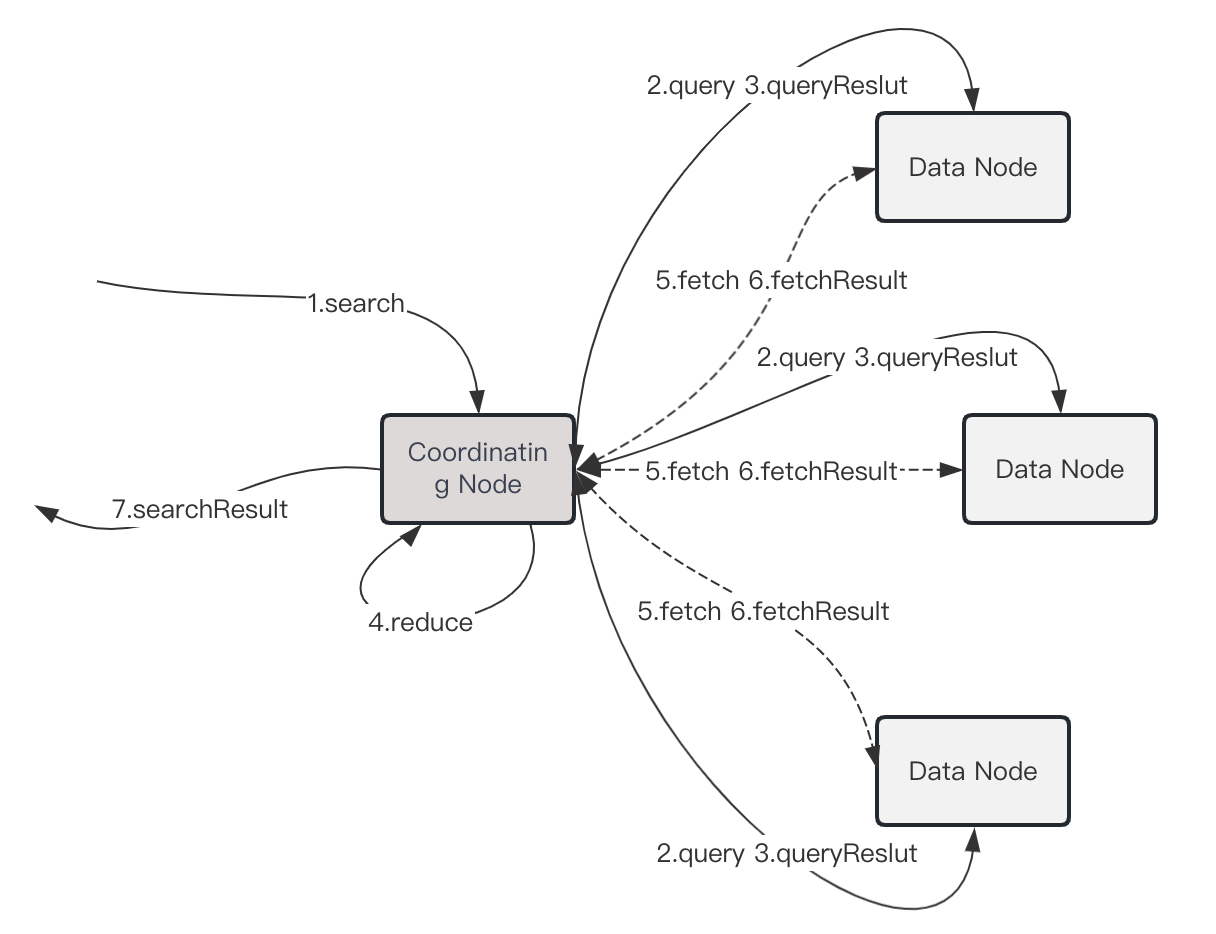 2.query 3.queryReslut
Data Node
5.fetch 6.fetchResult
1.search
2.query 3.queryReslut
Coordinatin
g Node
5.fetch 6.fetchResult
Data Node
7.searchResult
4.reduce
5.fetch 6.fetchResult
Data Node
2.query 3.queryReslut